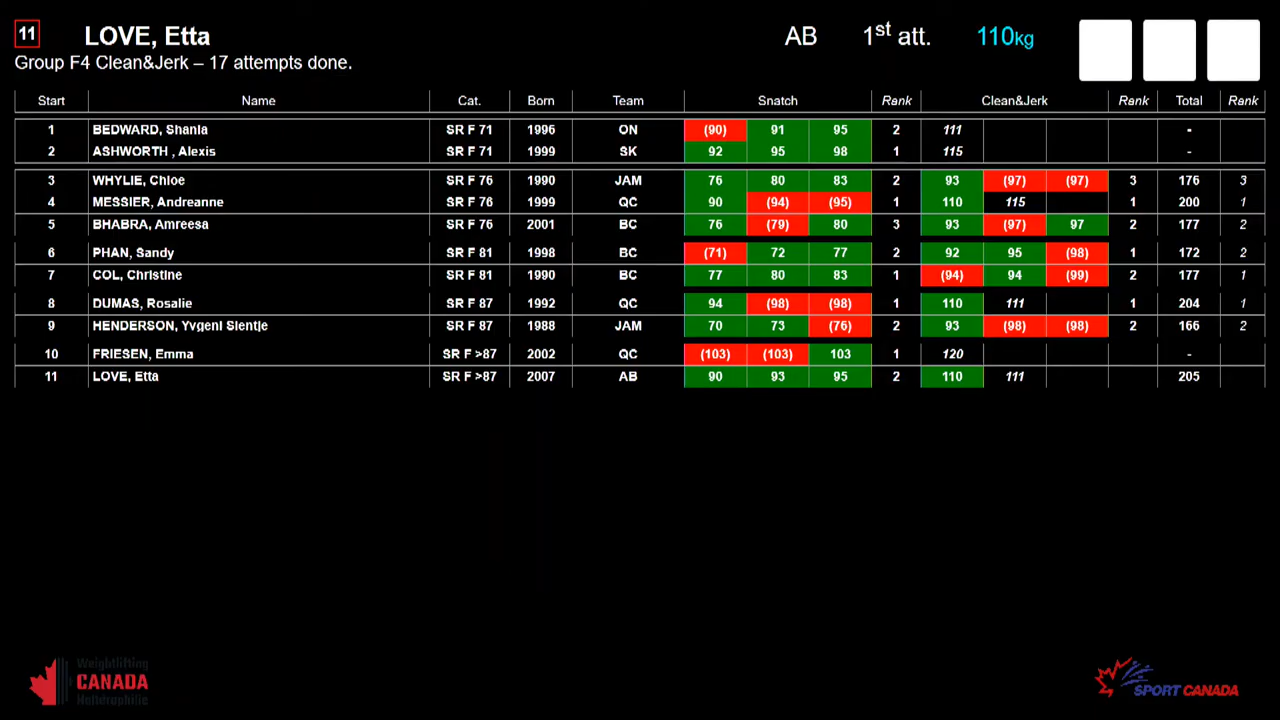 11 LOVE, Etta AB 1st att. 110kg
Group F4 Clean&Jerk – 17 attempts done.
Start Name Cat. Born Team Snatch Rank Clean&Jerk Rank Total Rank
1 BEDWARD, Shania SR F 71 1996 ON (90) 91 95 2 111 -
2 ASHWORTH , Alexis SR F 71 1999 SK 92 95 98 1 115 -
3 WHYLIE, Chloe SR F 76 1990 JAM 76 80 83 2 93 (97) (97) 3 176 3
4 MESSIER, Andreanne SR F 76 1999 QC 90 (94) (95) 1 110 115 1 200 1
5 BHABRA, Amreesa SR F 76 2001 BC 76 (79) 80 3 93 (97) 97 2 177 2
6 PHAN, Sandy SR F 81 1998 BC (71) 72 77 2 92 95 (98) 1 172 2
7 COL, Christine SR F 81 1990 BC 77 80 83 1 (94) 94 (99) 2 177 1
8 DUMAS, Rosalie SR F 87 1992 QC 94 (98) (98) 1 110 111 1 204 1
9 HENDERSON, Yvgeni Sientje SR F 87 1988 JAM 70 73 (76) 2 93 (98) (98) 2 166 2
10 FRIESEN, Emma SR F >87 2002 QC (103) (103) 103 1 120 -
11 LOVE, Etta SR F >87 2007 AB 90 93 95 2 110 111 205
Weightlifting
CANADA
Haltérophilie
SPORT CANADA